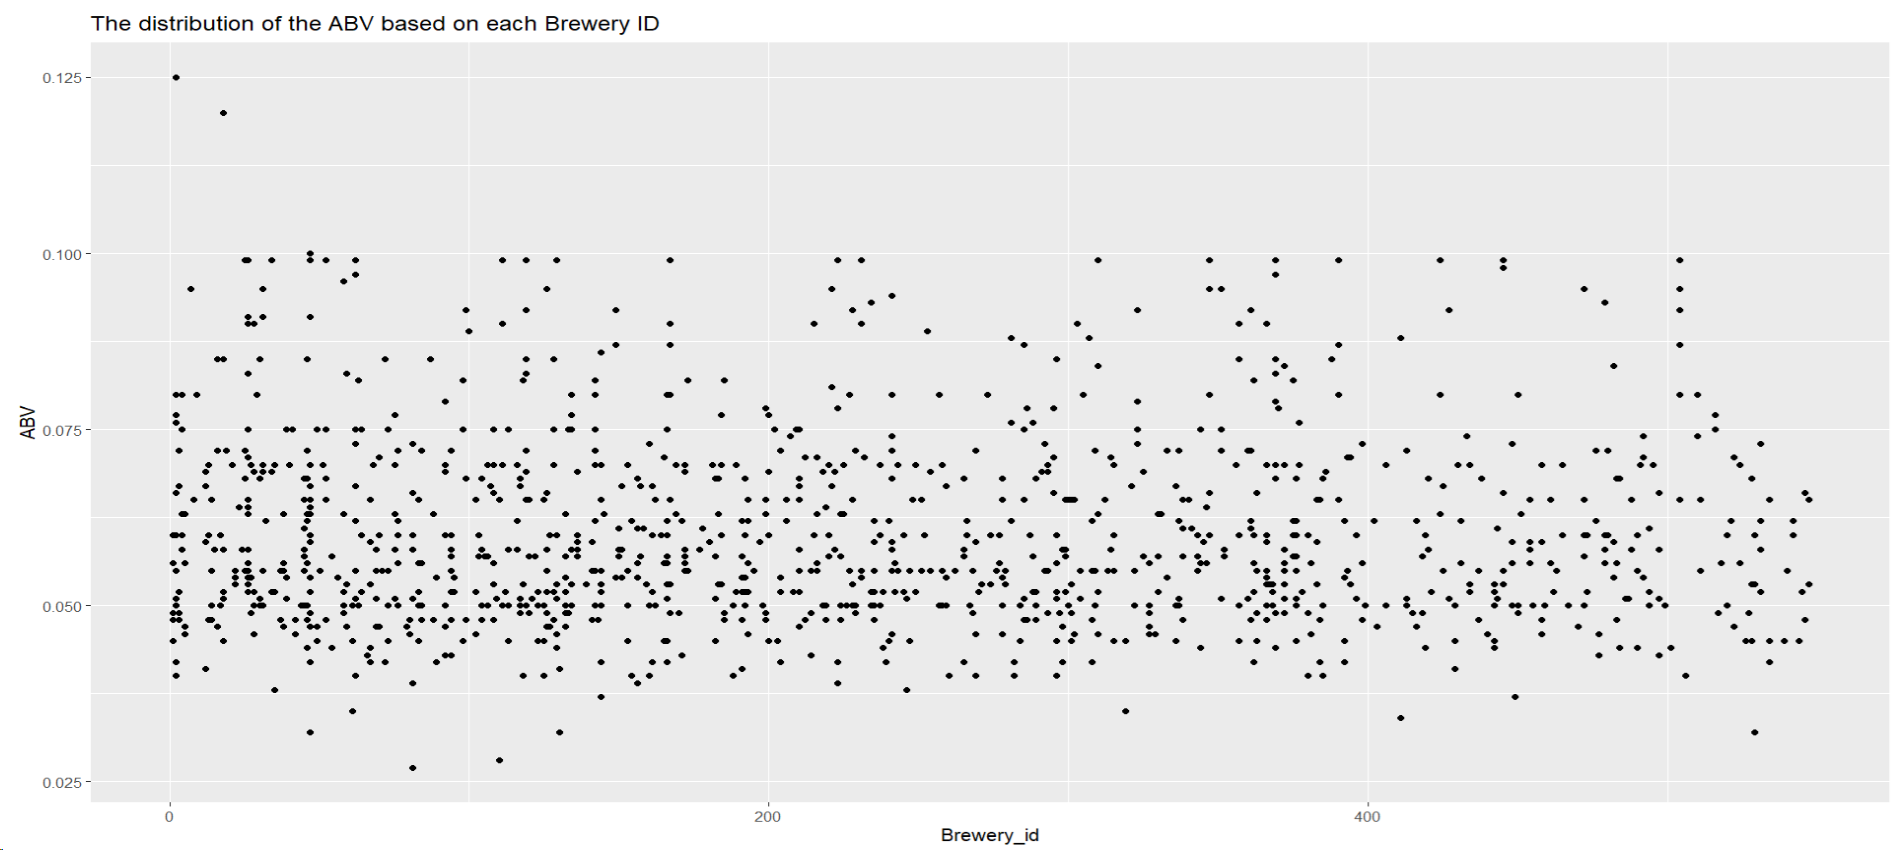 The distribution of the ABV based on each Brewery ID
0.125
0.100
0.075
0.050
0.025
ABV
0 200 400
Brewery_id